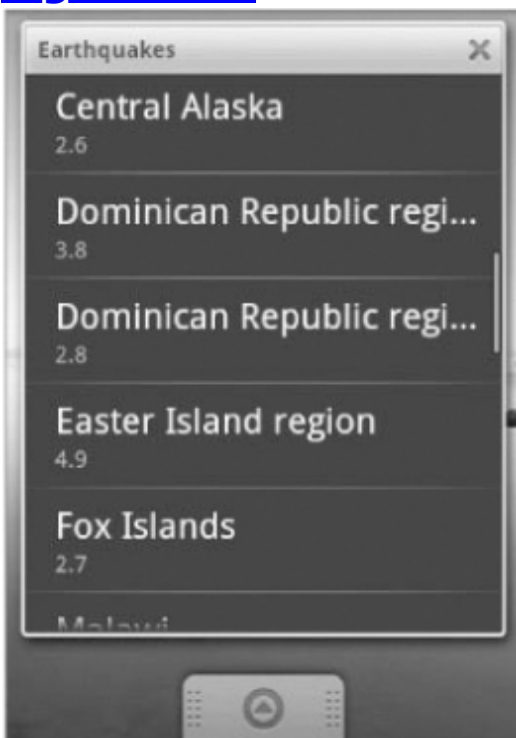 Earthquakes
Central Alaska
2.6
Dominican Republic regi...
3.8
Dominican Republic regi...
2.8
Easter Island region
4.9
Fox Islands
2.7
Malawi